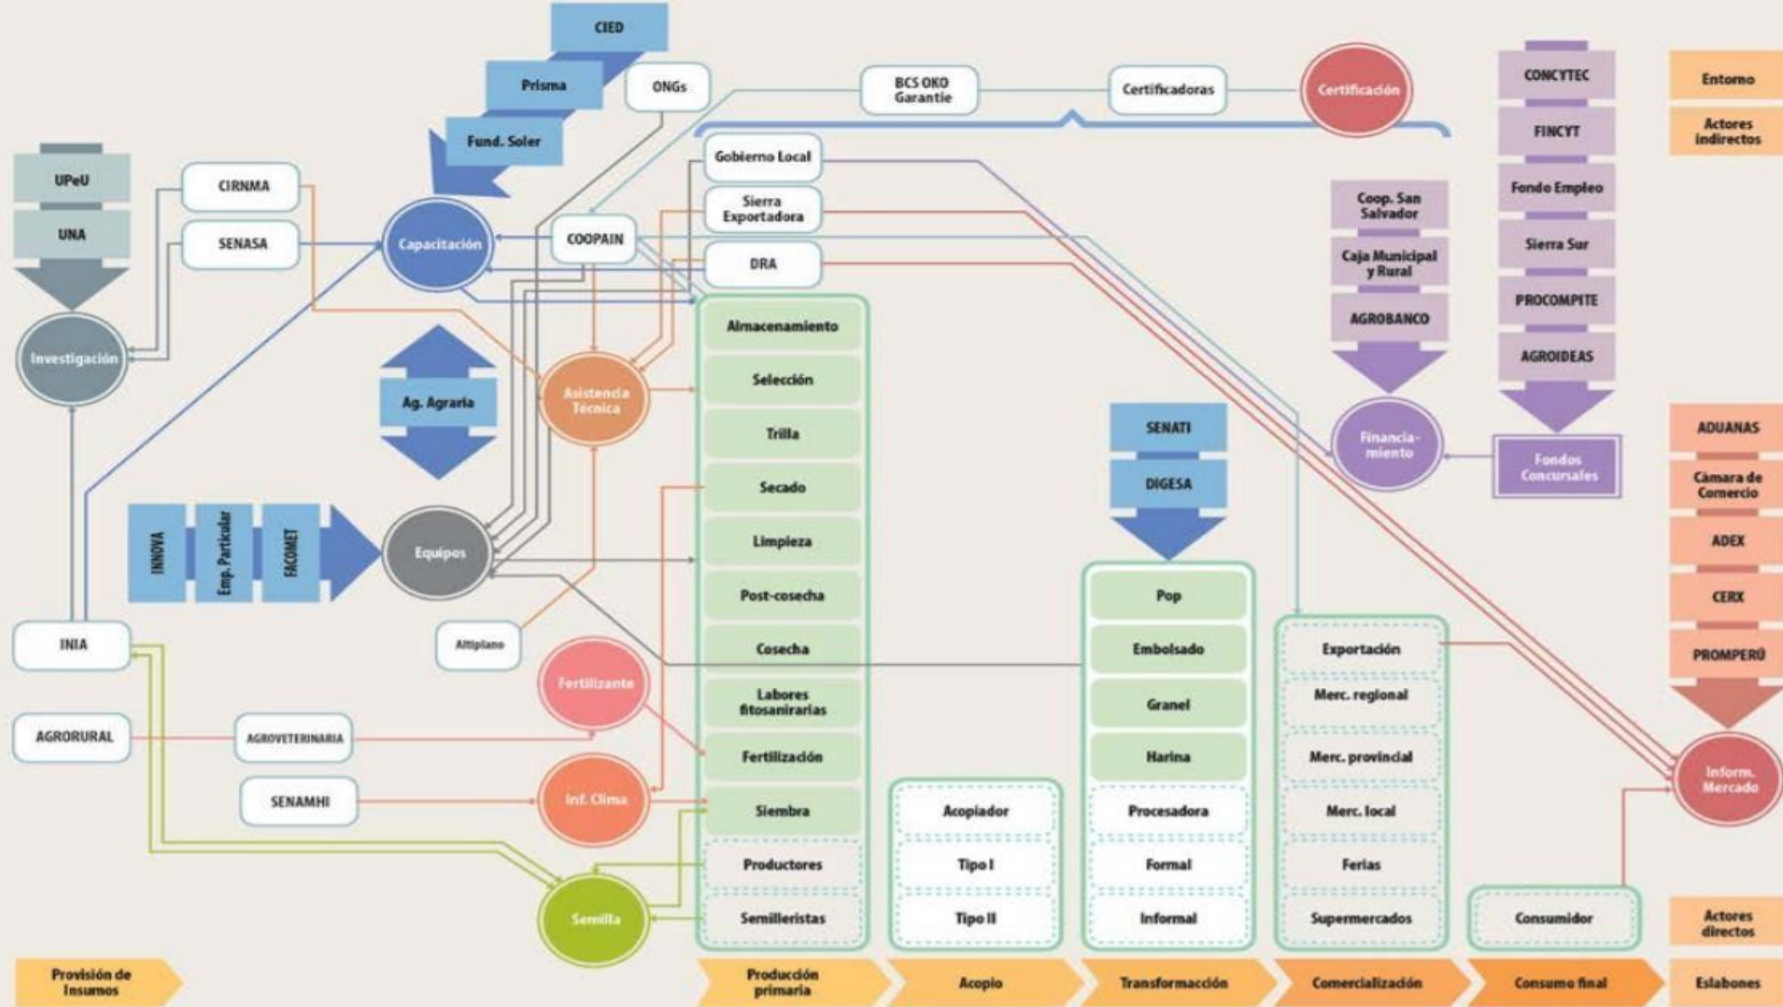 CIED
Prisma
Fund. Soler
ONGs
BCS OKO
Garantie
Certificadoras
Certificación
CONCYTEC
FINCYT
Fondo Empleo
Sierra Sur
PROCOMPITE
AGROIDEAS
Fondos
Concursales
Entorno
Actores
indirectos
UPeU
UNA
Investigación
CIRNMA
SENASA
Capacitación
COOPAIN
Gobierno Local
Sierra
Exportadora
DRA
Coop. San
Salvador
Caja Municipal
y Rural
AGROBANCO
Financia-
miento
Ag. Agraria
Asistencia
Técnica
INNOVA
Emp. Particular
FACOMET
Equipos
INIA
Altiplano
Fertilizante
AGRORURAL
AGROVETERINARIA
SENAMHI
Inf. Clima
Semilla
Almacenamiento
Selección
Trilla
Secado
Limpieza
Post-cosecha
Cosecha
Labores
fitosanirarias
Fertilización
Siembra
Productores
Semilleristas
Acopiador
Tipo I
Tipo II
SENATI
DIGESA
Pop
Embolsado
Granel
Harina
Procesadora
Formal
Informal
Exportación
Merc. regional
Merc. provincial
Merc. local
Ferias
Supermercados
Consumidor
ADUANAS
Càmara de
Comercio
ADEX
CERX
PROMPERÚ
Inform.
Mercado
Actores
directos
Provisión de
Insumos
Producción
primaria
Acopio
Transformacción
Comercialización
Consumo final
Eslabones